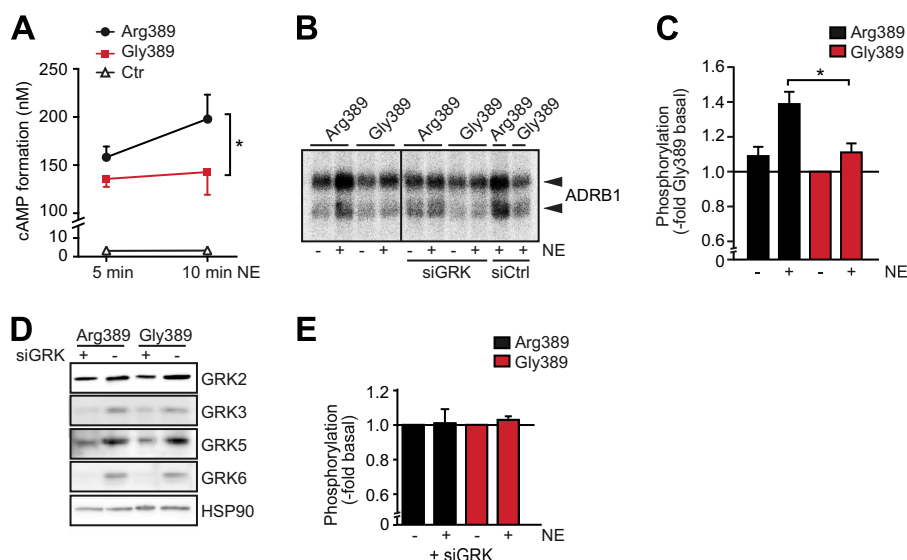 A
Arg389
Gly389
Ctr
cAMP formation (nM)
250
200
150
100
10
0
*
5 min
10 min NE
B
Arg389
Gly389
Arg389
Gly389
Arg389
Gly389
ADRB1
- + - + - + - + + + NE
siGRK
siCtrl
C
Arg389
Gly389
Phosphorylation
(-fold Gly389 basal)
1.6
1.4
1.2
1.0
0.8
0.6
0
*
- + - + NE
D
Arg389
Gly389
siGRK + - + -
GRK2
GRK3
GRK5
GRK6
HSP90
E
Arg389
Gly389
Phosphorylation
(-fold basal)
1.2
1.0
0.8
0.6
0
- + - + NE
+ siGRK